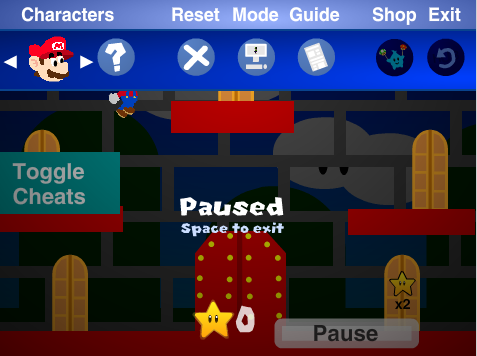 Characters Reset Mode Guide Shop Exit
M
?
Toggle
Cheats
Paused
Space to exit
x2
0
Pause